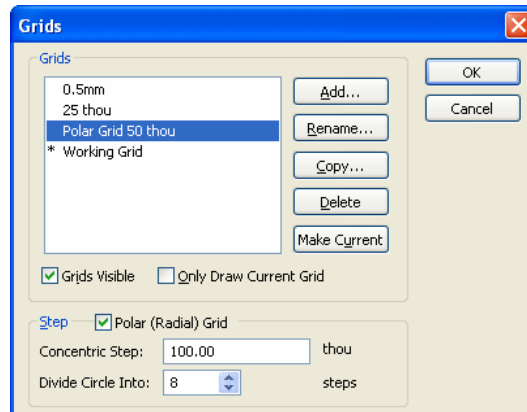 Grids
Grids
OK
0.5mm
Add...
25 thou
Cancel
Polar Grid 50 thou
Rename...
* Working Grid
Copy...
Delete
Make Current
Grids Visible
Only Draw Current Grid
Step
Polar (Radial) Grid
Concentric Step: 100.00 thou
Divide Circle Into: 8 steps